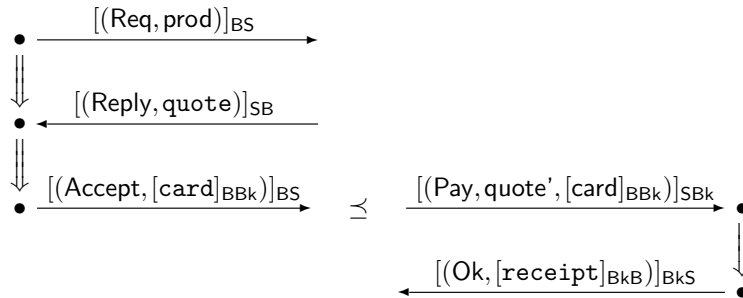 [(Req, prod)]BS
[(Reply, quote)]SB
[(Accept, [card]BBk)]BS ⪯ [(Pay, quote', [card]BBk)]SBk
[(Ok, [receipt]BkB)]BkS